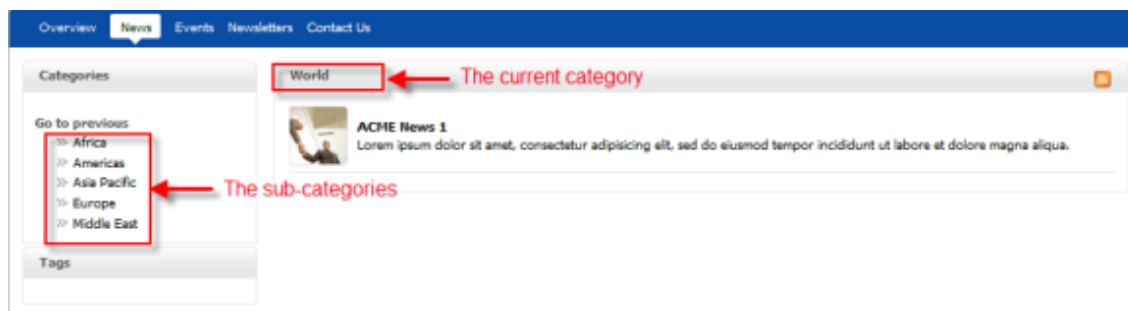 Overview News Events Newsletters Contact Us
Categories
World
The current category
Go to previous
» Africa
» Americas
» Asia Pacific
» Europe
» Middle East
The sub-categories
ACME News 1
Lorem ipsum dolor sit amet, consectetur adipisicing elit, sed do eiusmod tempor incididunt ut labore et dolore magna aliqua.
Tags